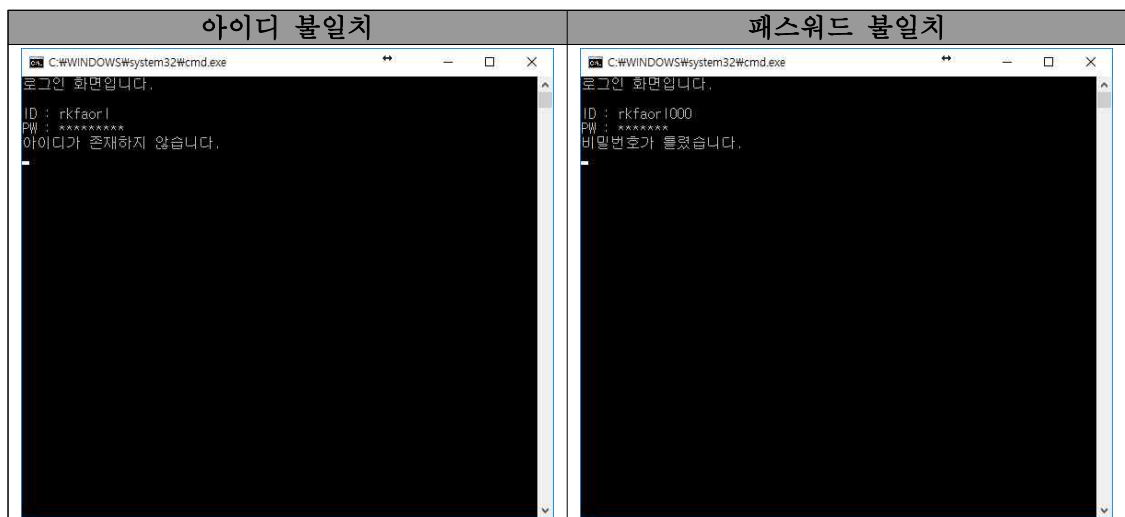 아이디 불일치
패스워드 불일치
C:₩WINDOWS₩system32₩cmd.exe
로그인 화면입니다.
ID : rkfaorl
PW : *********
아이디가 존재하지 않습니다.
C:₩WINDOWS₩system32₩cmd.exe
로그인 화면입니다.
ID : rkfaorl000
PW : *******
비밀번호가 틀렸습니다.